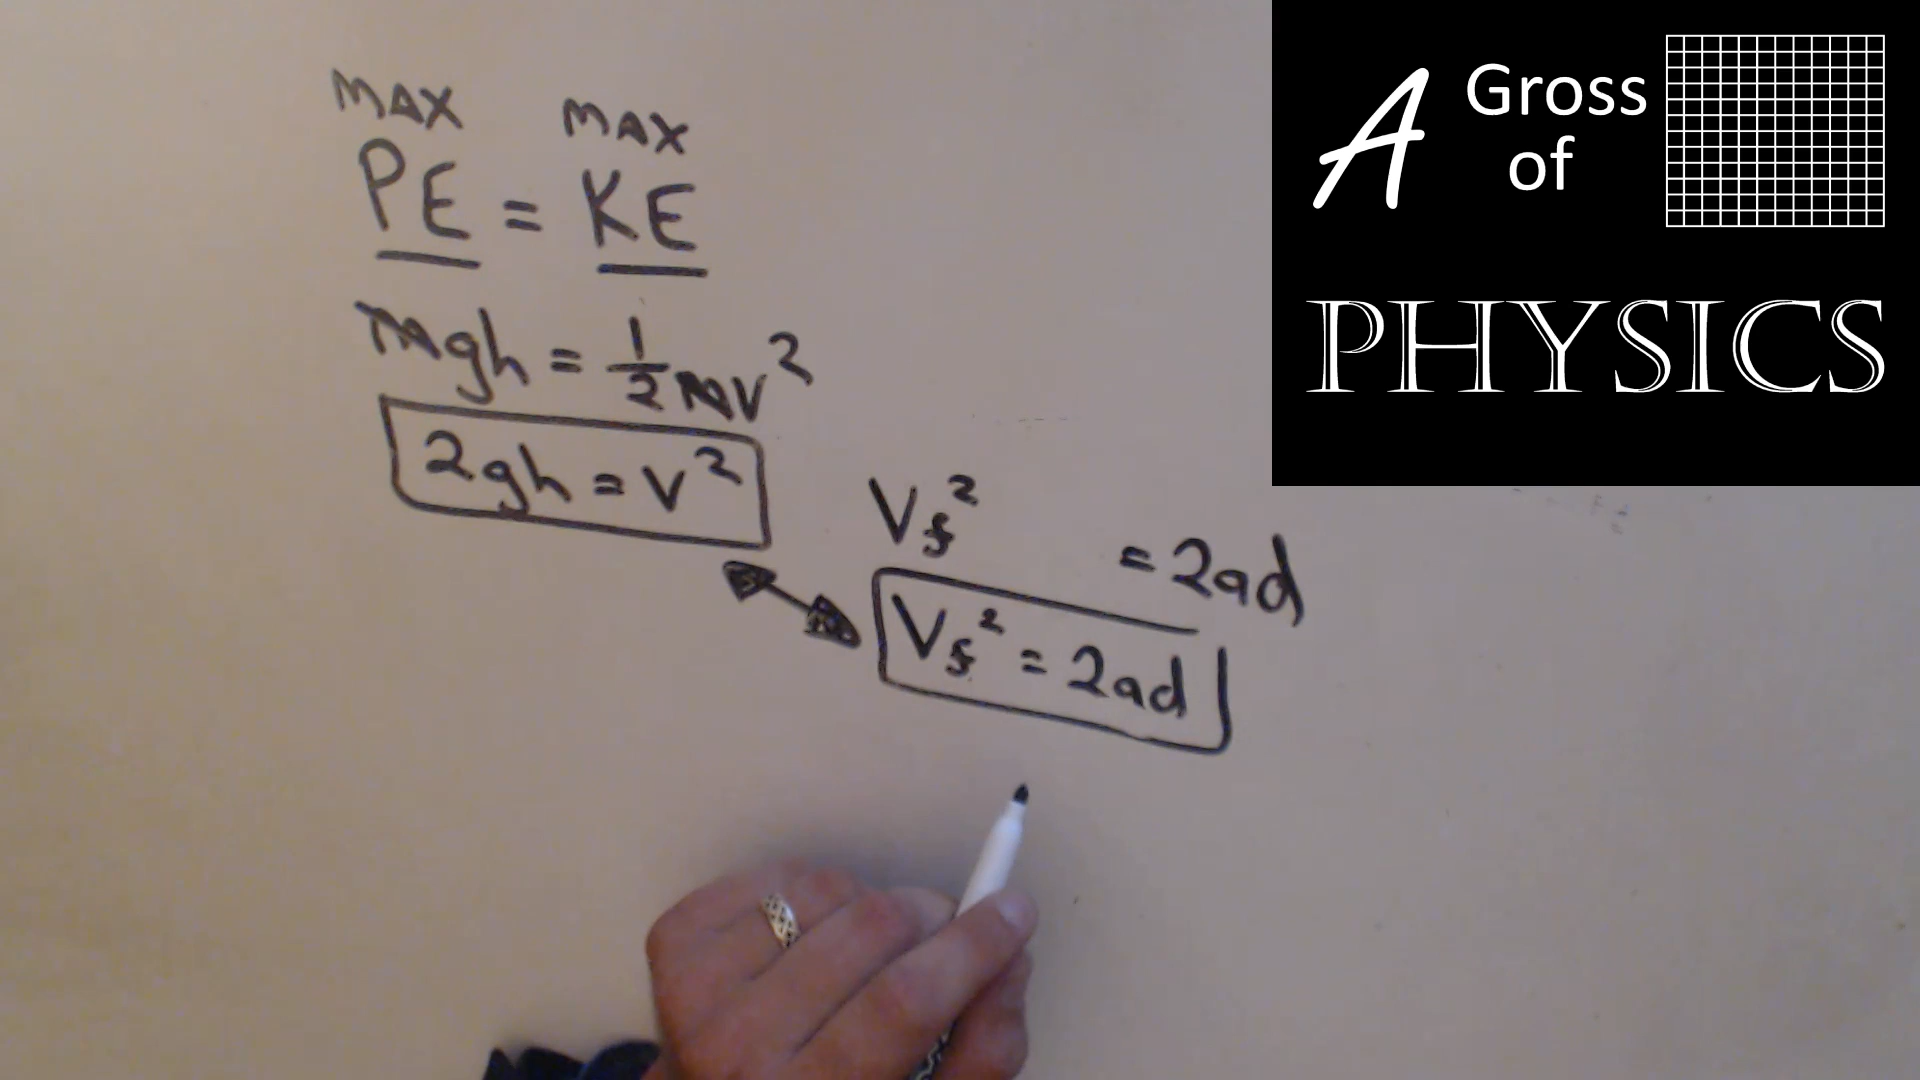 MAX MAX
PE = KE
mgh = 1/2 mv²
2gh = v²
Vf² = 2ad
Vf² = 2ad
A Gross
of
PHYSICS